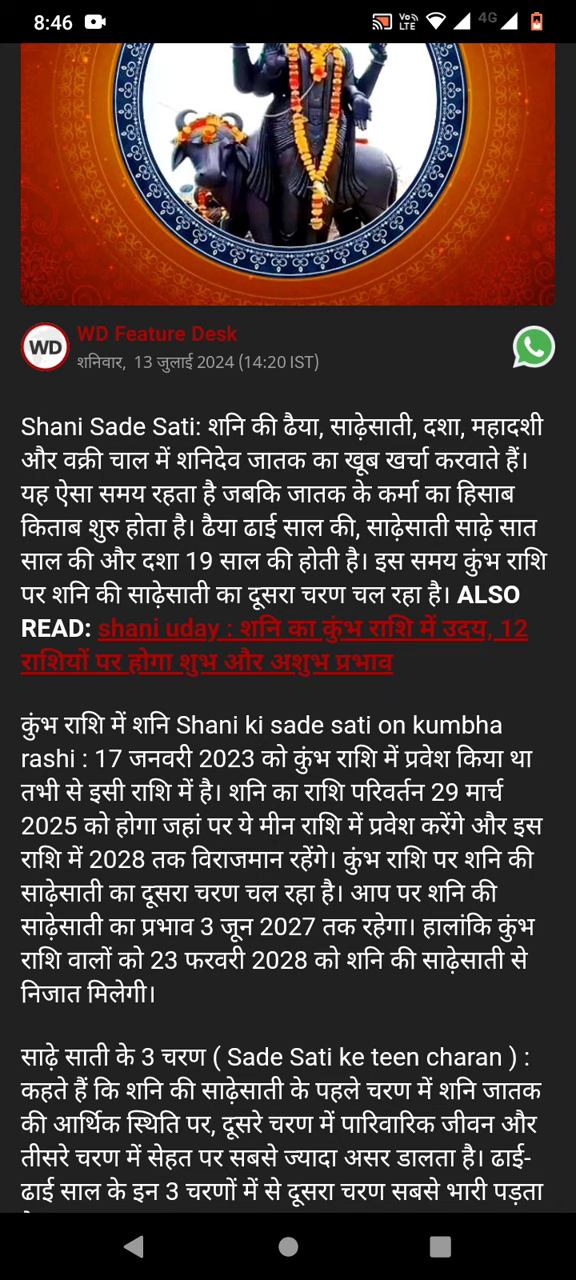 8:46
Vo) LTE
4G
WD
WD Feature Desk
शनिवार, 13 जुलाई 2024 (14:20 IST)
Shani Sade Sati: शनि की ढैया, साढ़ेसाती, दशा, महादशी
और वक्री चाल में शनिदेव जातक का खूब खर्चा करवाते हैं।
यह ऐसा समय रहता है जबकि जातक के कर्मा का हिसाब
किताब शुरु होता है। ढैया ढाई साल की, साढ़ेसाती साढ़े सात
साल की और दशा 19 साल की होती है। इस समय कुंभ राशि
पर शनि की साढ़ेसाती का दूसरा चरण चल रहा है। ALSO
READ: shani uday : शनि का कुंभ राशि में उदय, 12
राशियों पर होगा शुभ और अशुभ प्रभाव
कुंभ राशि में शनि Shani ki sade sati on kumbha
rashi : 17 जनवरी 2023 को कुंभ राशि में प्रवेश किया था
तभी से इसी राशि में है। शनि का राशि परिवर्तन 29 मार्च
2025 को होगा जहां पर ये मीन राशि में प्रवेश करेंगे और इस
राशि में 2028 तक विराजमान रहेंगे। कुंभ राशि पर शनि की
साढ़ेसाती का दूसरा चरण चल रहा है। आप पर शनि की
साढ़ेसाती का प्रभाव 3 जून 2027 तक रहेगा। हालांकि कुंभ
राशि वालों को 23 फरवरी 2028 को शनि की साढ़ेसाती से
निजात मिलेगी।
साढ़े साती के 3 चरण ( Sade Sati ke teen charan ) :
कहते हैं कि शनि की साढ़ेसाती के पहले चरण में शनि जातक
की आर्थिक स्थिति पर, दूसरे चरण में पारिवारिक जीवन और
तीसरे चरण में सेहत पर सबसे ज्यादा असर डालता है। ढाई-
ढाई साल के इन 3 चरणों में से दूसरा चरण सबसे भारी पड़ता